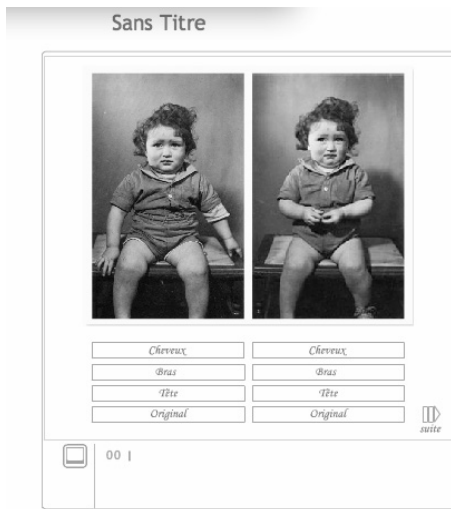 Sans Titre
Cheveux Cheveux
Bras Bras
Tête Tête
Original Original
suite
00 |